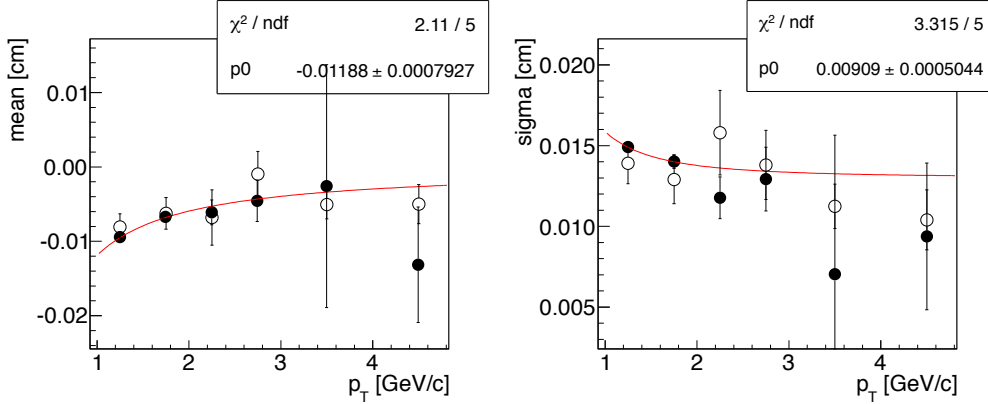 χ² / ndf 2.11 / 5
p0 -0.01188 ± 0.0007927
mean [cm]
0.01
0.00
-0.01
-0.02
1 2 3 4
p_T [GeV/c]
χ² / ndf 3.315 / 5
p0 0.00909 ± 0.0005044
sigma [cm]
0.020
0.015
0.010
0.005
1 2 3 4
p_T [GeV/c]